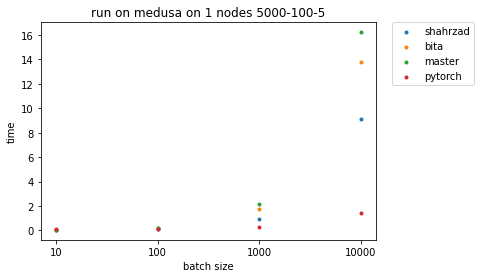 run on medusa on 1 nodes 5000-100-5
time
16
14
12
10
8
6
4
2
0
10
100
1000
10000
batch size
shahrzad
bita
master
pytorch